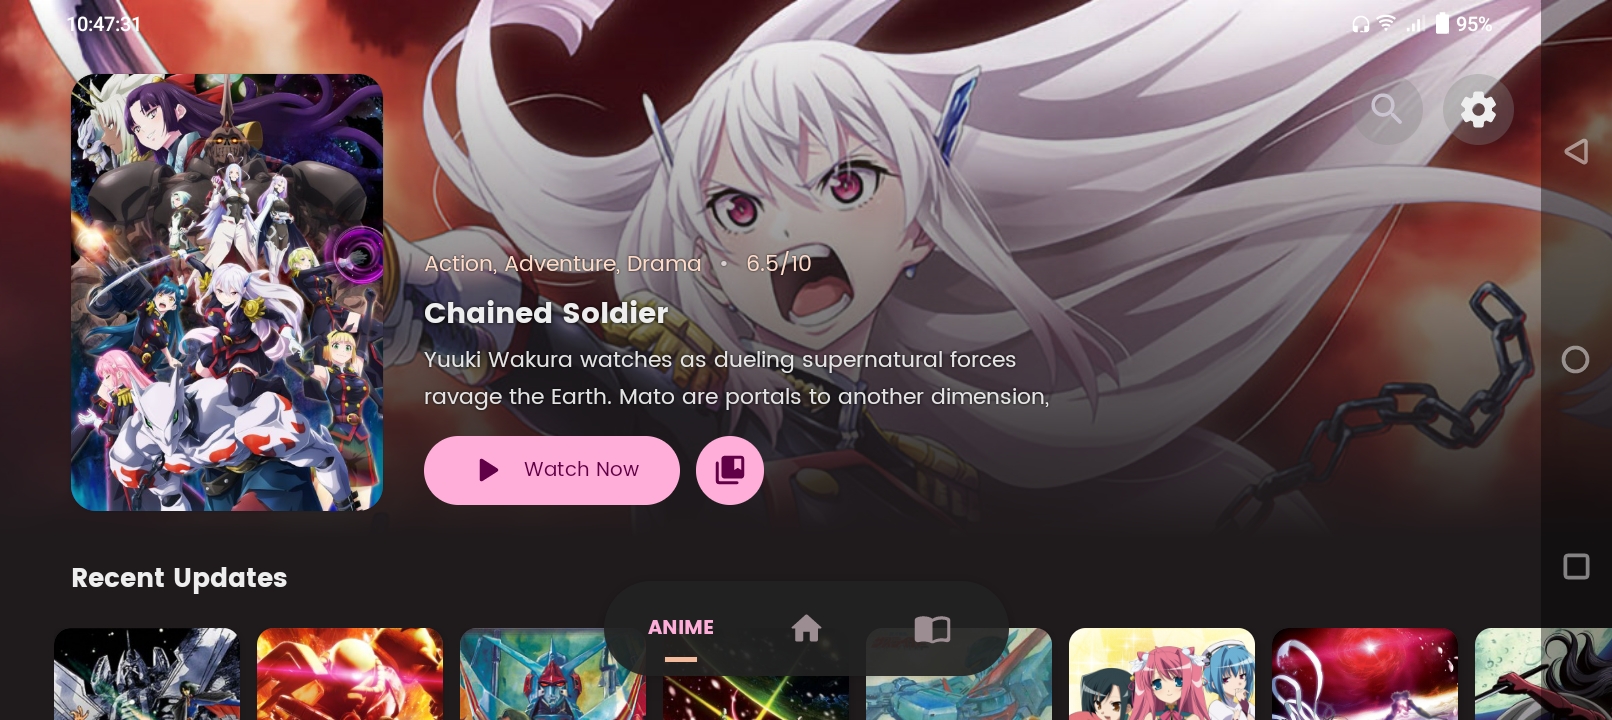 10:47:31
95%
Action, Adventure, Drama • 6.5/10
Chained Soldier
Yuuki Wakura watches as dueling supernatural forces
ravage the Earth. Mato are portals to another dimension,
Watch Now
Recent Updates
ANIME